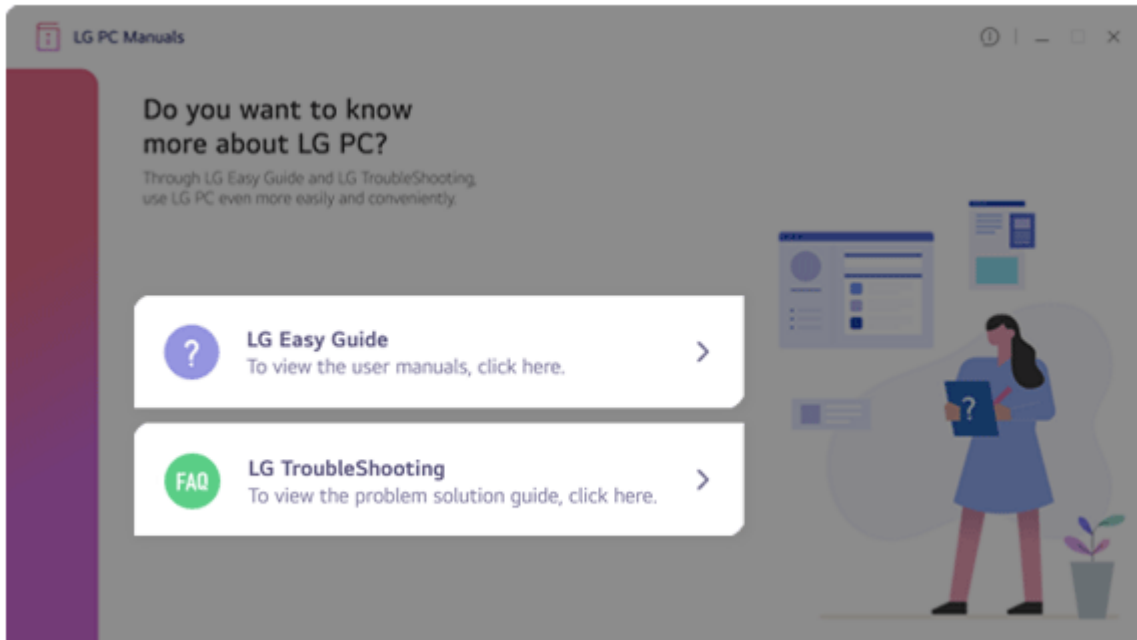 LG PC Manuals
Do you want to know
more about LG PC?
Through LG Easy Guide and LG TroubleShooting,
use LG PC even more easily and conveniently.
?
LG Easy Guide
To view the user manuals, click here.
FAQ
LG TroubleShooting
To view the problem solution guide, click here.
?